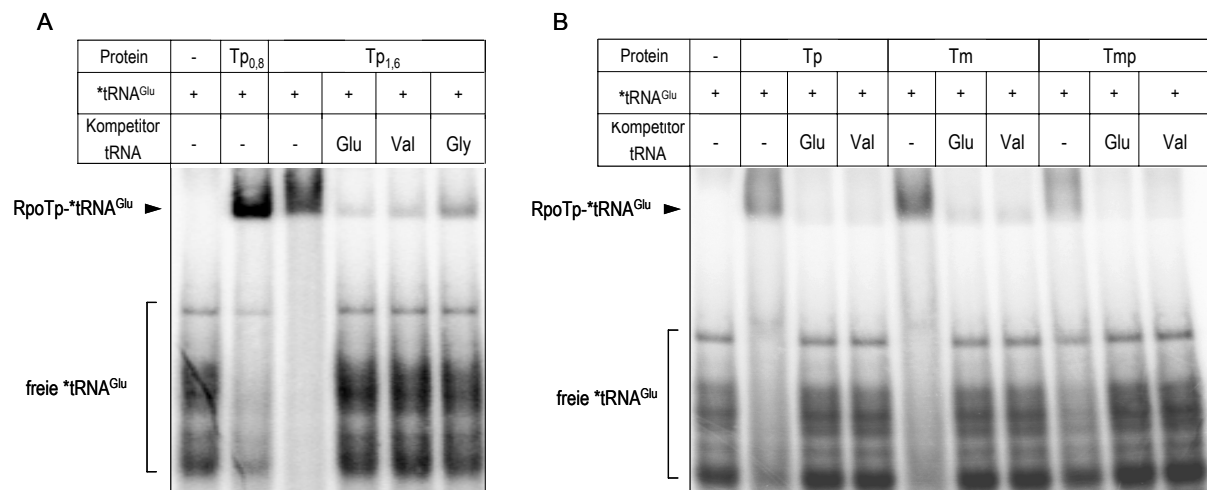 A
Protein - Tp0,8 Tp1,6
*tRNAGlu + + + + + +
Kompetitor tRNA - - - Glu Val Gly
RpoTp-*tRNAGlu
freie *tRNAGlu
B
Protein - Tp Tm Tmp
*tRNAGlu + + + + + + + + + +
Kompetitor tRNA - - Glu Val - Glu Val - Glu Val
RpoTp-*tRNAGlu
freie *tRNAGlu